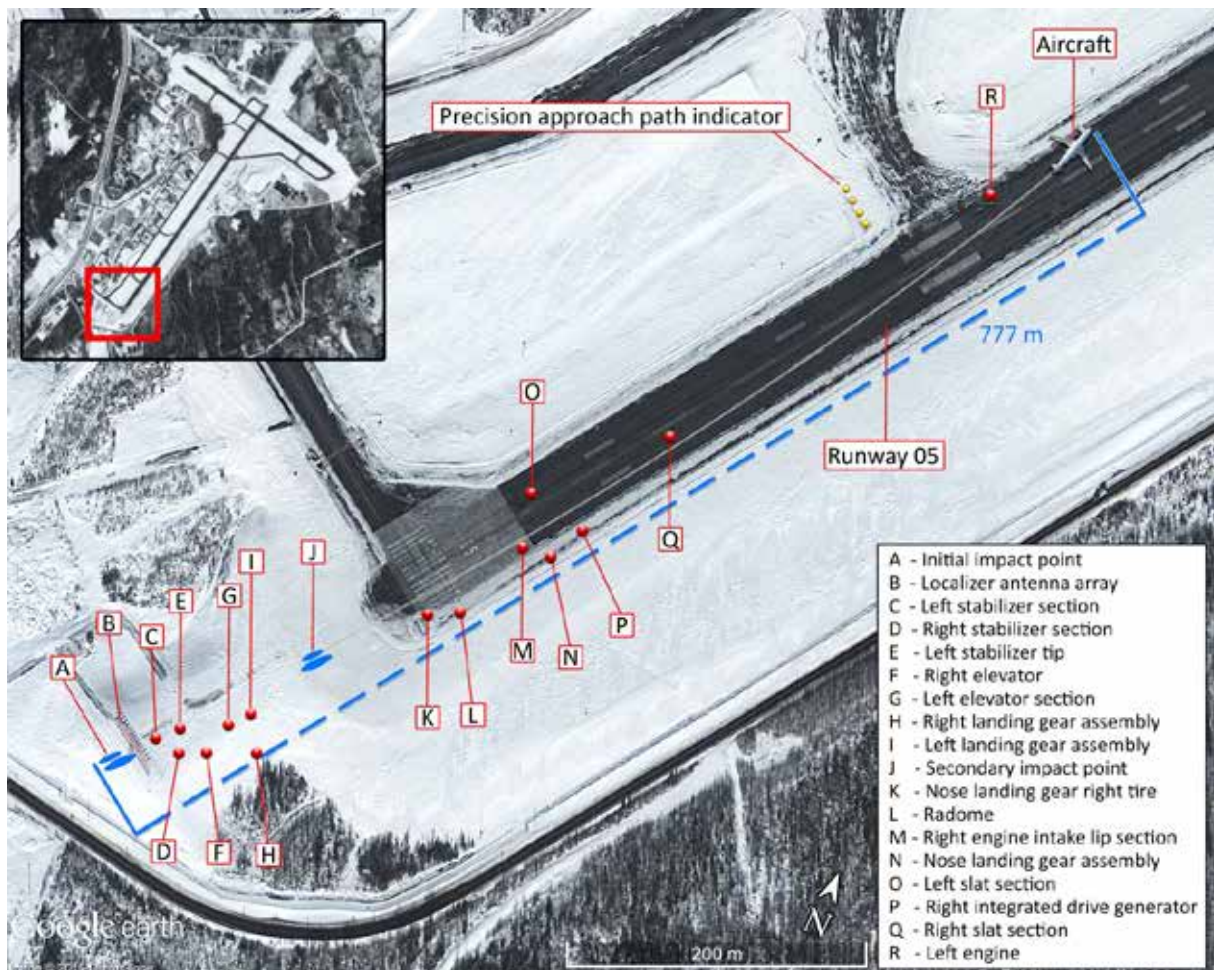 Aircraft
R
Precision approach path indicator
777 m
O
Runway 05
Q
J
I
G
E
B
C
A
P
M
N
K
L
D
F
H
A - Initial impact point
B - Localizer antenna array
C - Left stabilizer section
D - Right stabilizer section
E - Left stabilizer tip
F - Right elevator
G - Left elevator section
H - Right landing gear assembly
I - Left landing gear assembly
J - Secondary impact point
K - Nose landing gear right tire
L - Radome
M - Right engine intake lip section
N - Nose landing gear assembly
O - Left slat section
P - Right integrated drive generator
Q - Right slat section
R - Left engine
N
Google earth
200 m